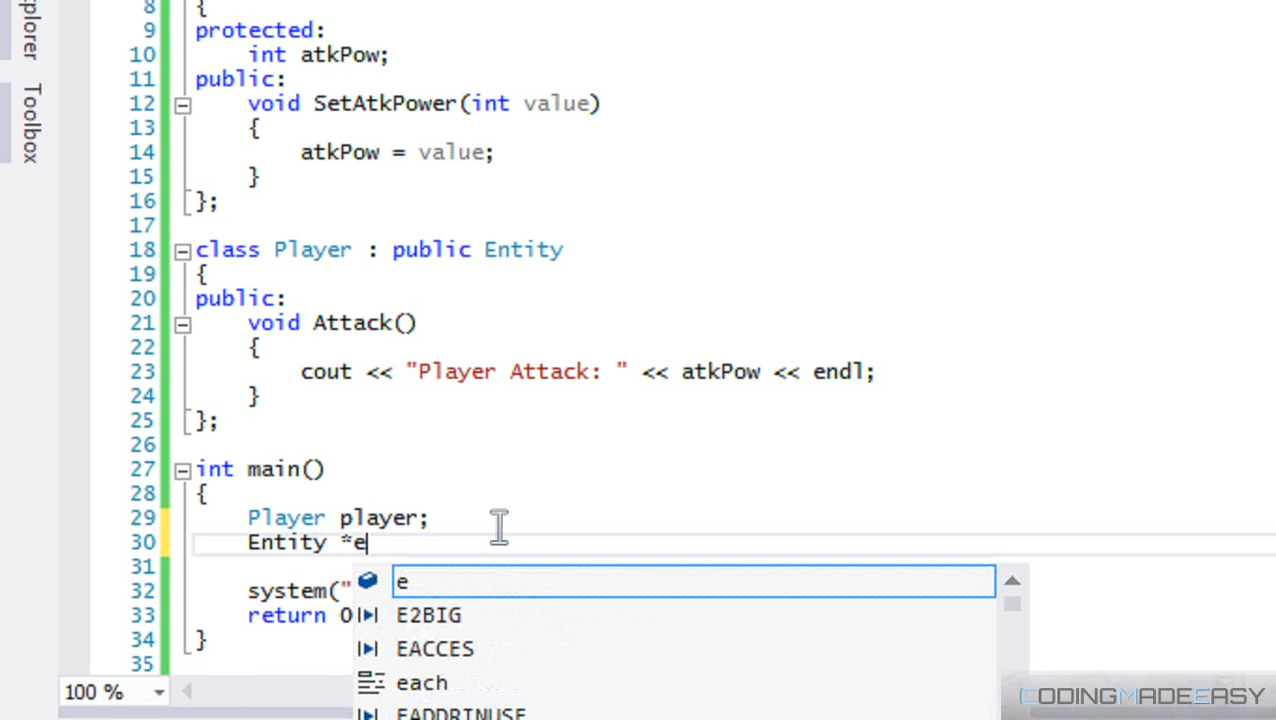 plorer
Toolbox
8 {
9 protected:
10 int atkPow;
11 public:
12 void SetAtkPower(int value)
13 {
14 atkPow = value;
15 }
16 };
17
18 class Player : public Entity
19 {
20 public:
21 void Attack()
22 {
23 cout << "Player Attack: " << atkPow << endl;
24 }
25 };
26
27 int main()
28 {
29 Player player;
30 Entity *e
31
32 system("
33 return 0
34 }
35
e
E2BIG
EACCES
each
EADDRINUSE
100 %
CODINGMADEEASY